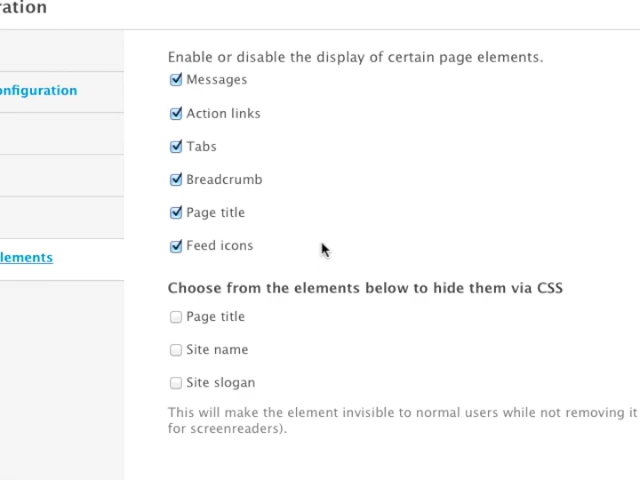 ration
Enable or disable the display of certain page elements.
Messages
onfiguration
Action links
Tabs
Breadcrumb
Page title
Feed icons
lements
Choose from the elements below to hide them via CSS
Page title
Site name
Site slogan
This will make the element invisible to normal users while not removing it
for screenreaders).